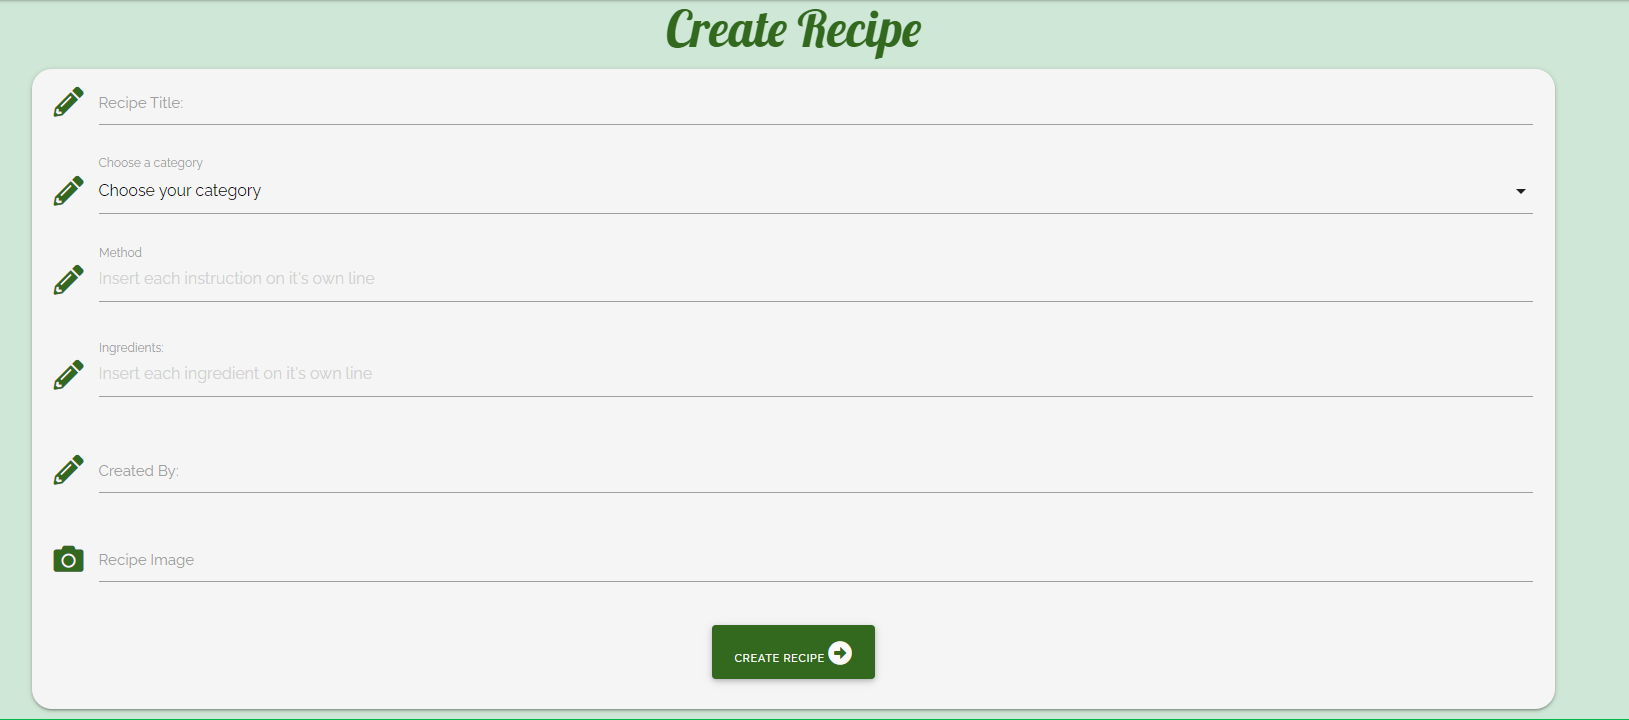 Create Recipe
Recipe Title:
Choose a category
Choose your category
Method
Insert each instruction on it's own line
Ingredients:
Insert each ingredient on it's own line
Created By:
Recipe Image
CREATE RECIPE